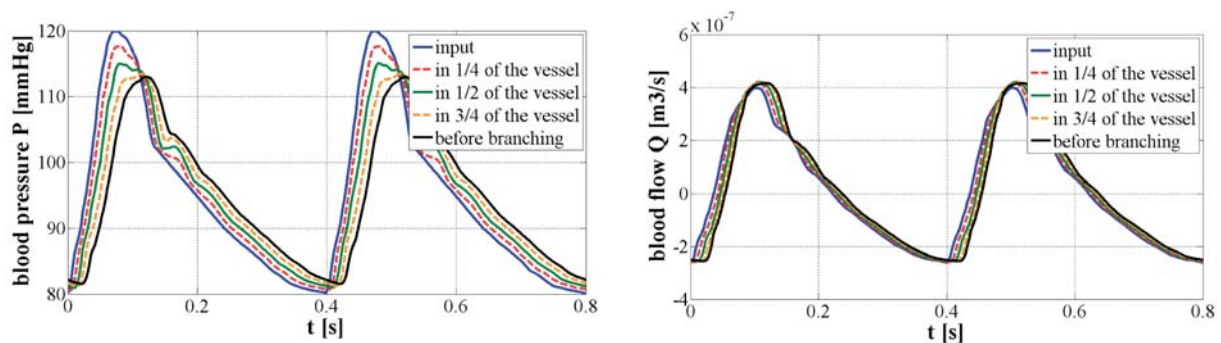 120
110
100
90
80
blood pressure P [mmHg]
input
in 1/4 of the vessel
in 1/2 of the vessel
in 3/4 of the vessel
before branching
0
0.2
0.4
0.6
0.8
t [s]
x 10^-7
6
4
2
0
-2
-4
blood flow Q [m3/s]
input
in 1/4 of the vessel
in 1/2 of the vessel
in 3/4 of the vessel
before branching
0
0.2
0.4
0.6
0.8
t [s]